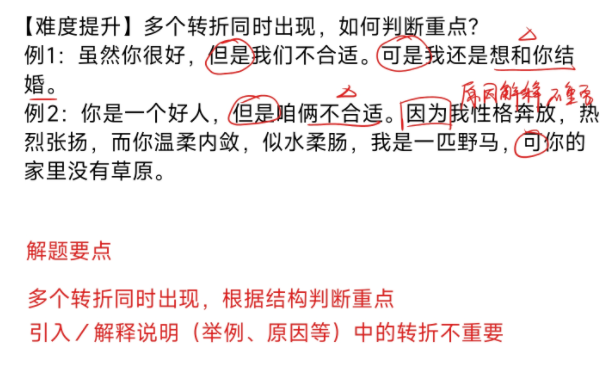 【难度提升】多个转折同时出现，如何判断重点？
例1：虽然你很好，但是我们不合适。可是我还是想和你结
婚。
原因解释 不重要
例2：你是一个好人，但是咱俩不合适。因为我性格奔放，热
烈张扬，而你温柔内敛，似水柔肠，我是一匹野马，可你的
家里没有草原。
解题要点
多个转折同时出现，根据结构判断重点
引入／解释说明（举例、原因等）中的转折不重要